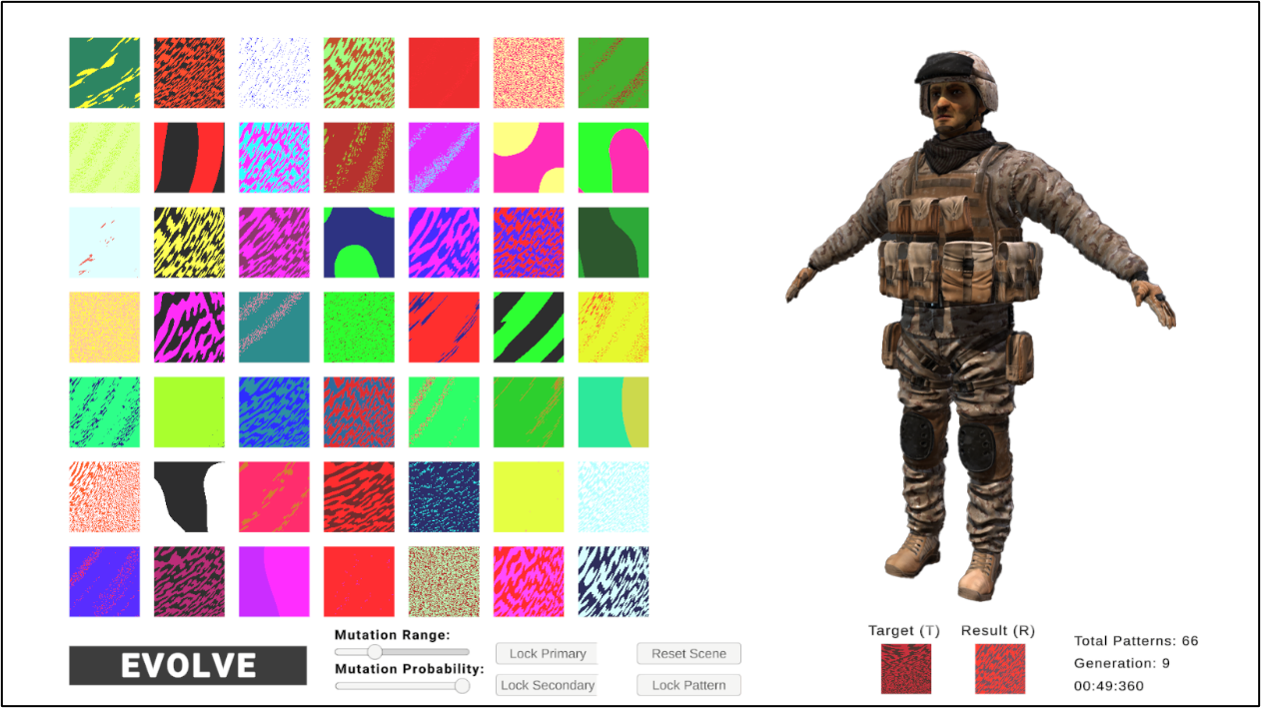 EVOLVE
Mutation Range:
Mutation Probability:
Lock Primary
Lock Secondary
Reset Scene
Lock Pattern
Target (T)
Result (R)
Total Patterns: 66
Generation: 9
00:49:360